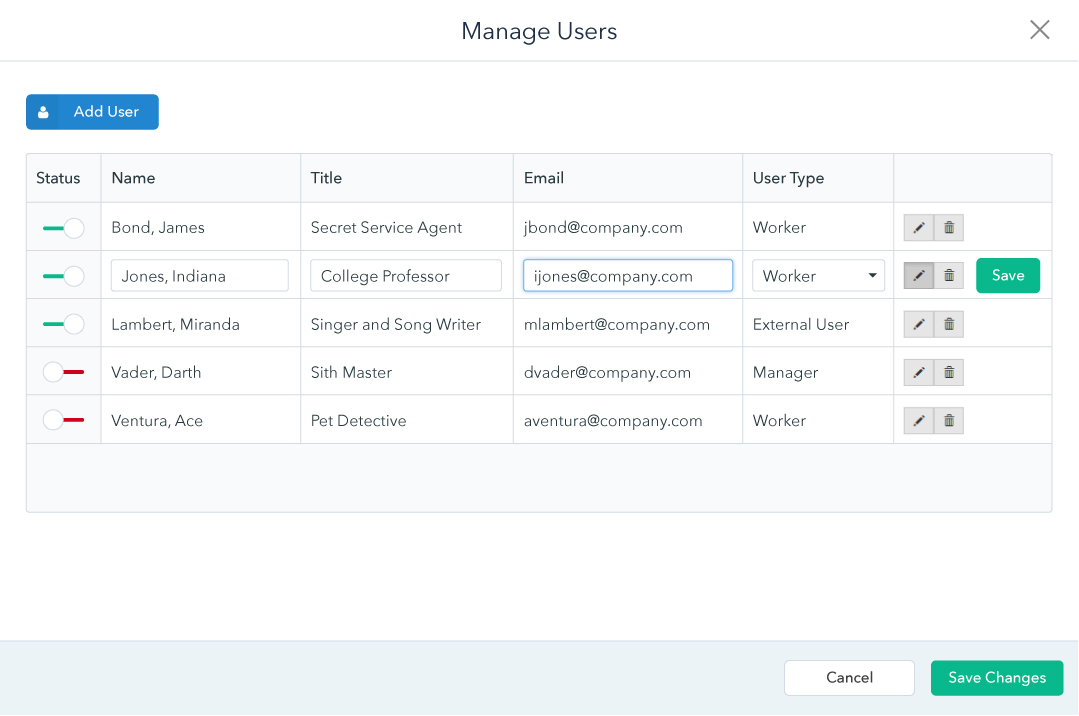 Manage Users
Add User
Status Name Title Email User Type
Bond, James Secret Service Agent jbond@company.com Worker
Jones, Indiana College Professor ijones@company.com Worker Save
Lambert, Miranda Singer and Song Writer mlambert@company.com External User
Vader, Darth Sith Master dvader@company.com Manager
Ventura, Ace Pet Detective aventura@company.com Worker
Cancel Save Changes